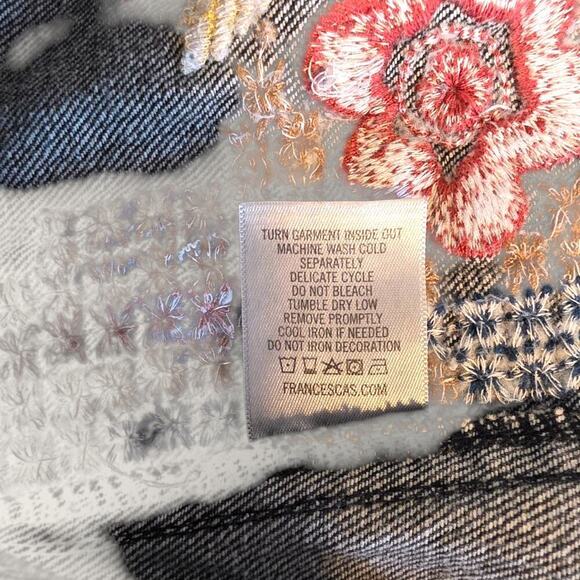 TURN GARMENT INSIDE OUT
MACHINE WASH COLD
SEPARATELY
DELICATE CYCLE
DO NOT BLEACH
TUMBLE DRY LOW
REMOVE PROMPTLY
COOL IRON IF NEEDED
DO NOT IRON DECORATION
FRANCESCAS.COM